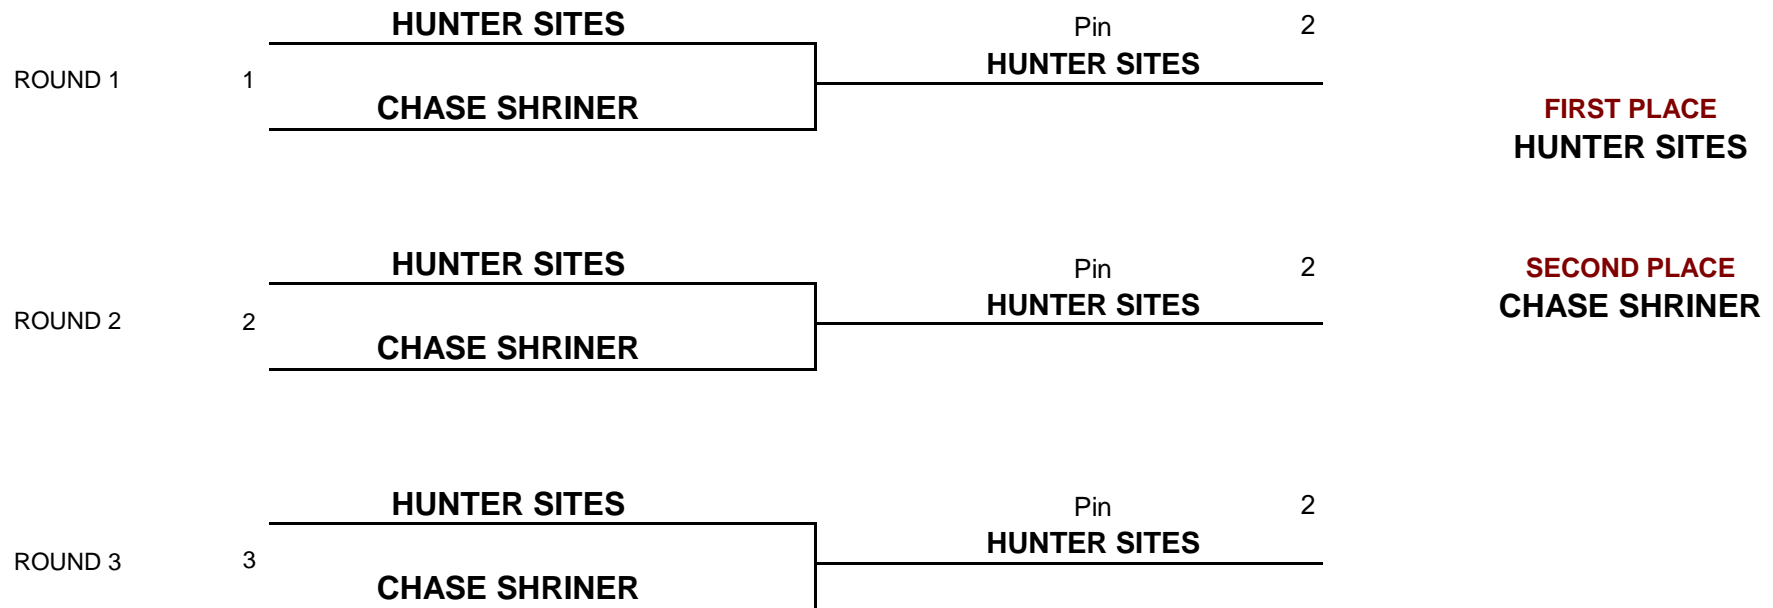 HUNTER SITES
Pin 2
HUNTER SITES
ROUND 1 1
CHASE SHRINER
FIRST PLACE
HUNTER SITES
HUNTER SITES
Pin 2
SECOND PLACE
HUNTER SITES
CHASE SHRINER
ROUND 2 2
CHASE SHRINER
HUNTER SITES
Pin 2
HUNTER SITES
ROUND 3 3
CHASE SHRINER